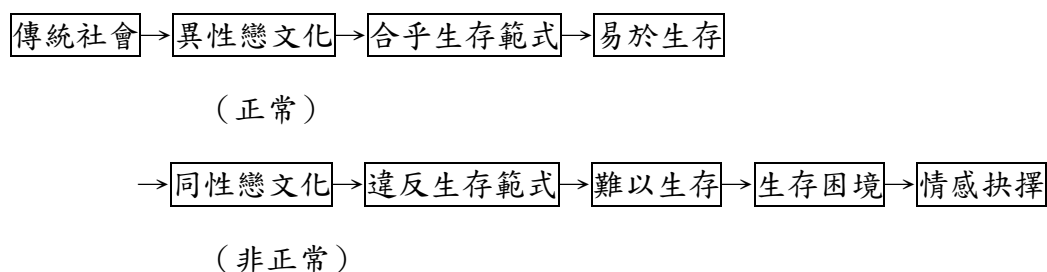 傳統社會→異性戀文化→合乎生存範式→易於生存
(正常)
→同性戀文化→違反生存範式→難以生存→生存困境→情感抉擇
(非正常)